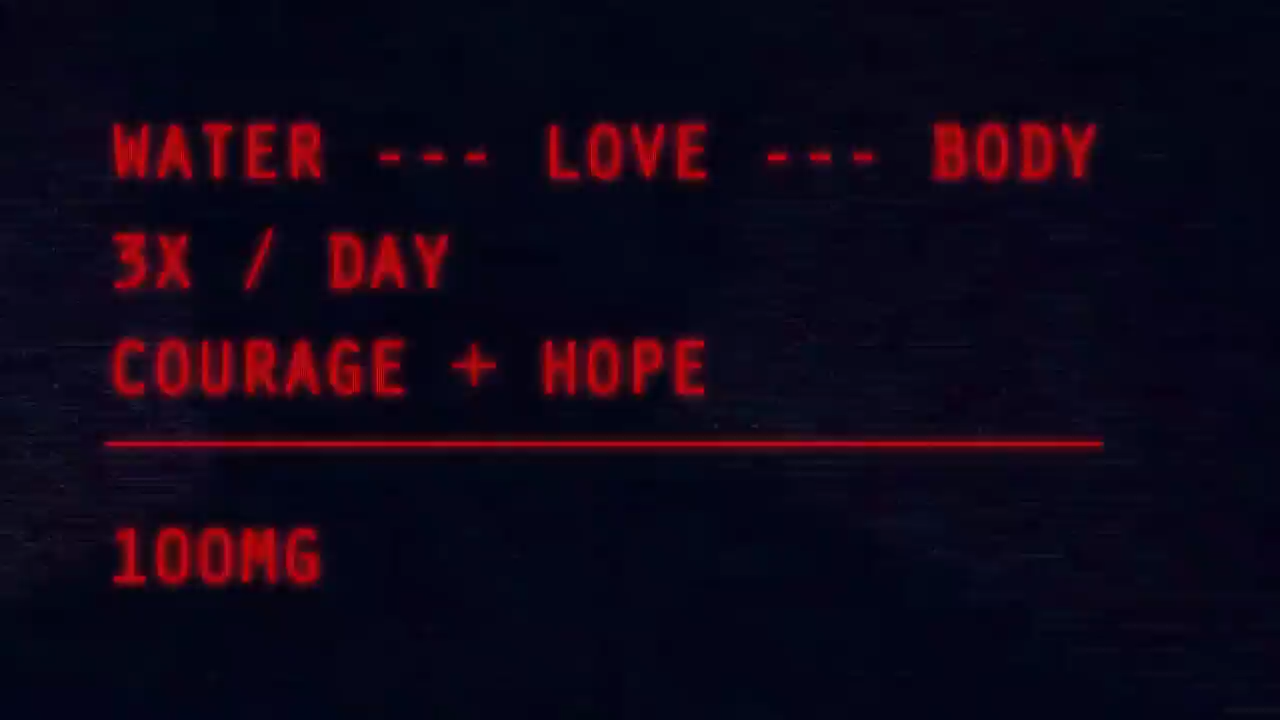 WATER --- LOVE --- BODY
3X / DAY
COURAGE + HOPE
100MG